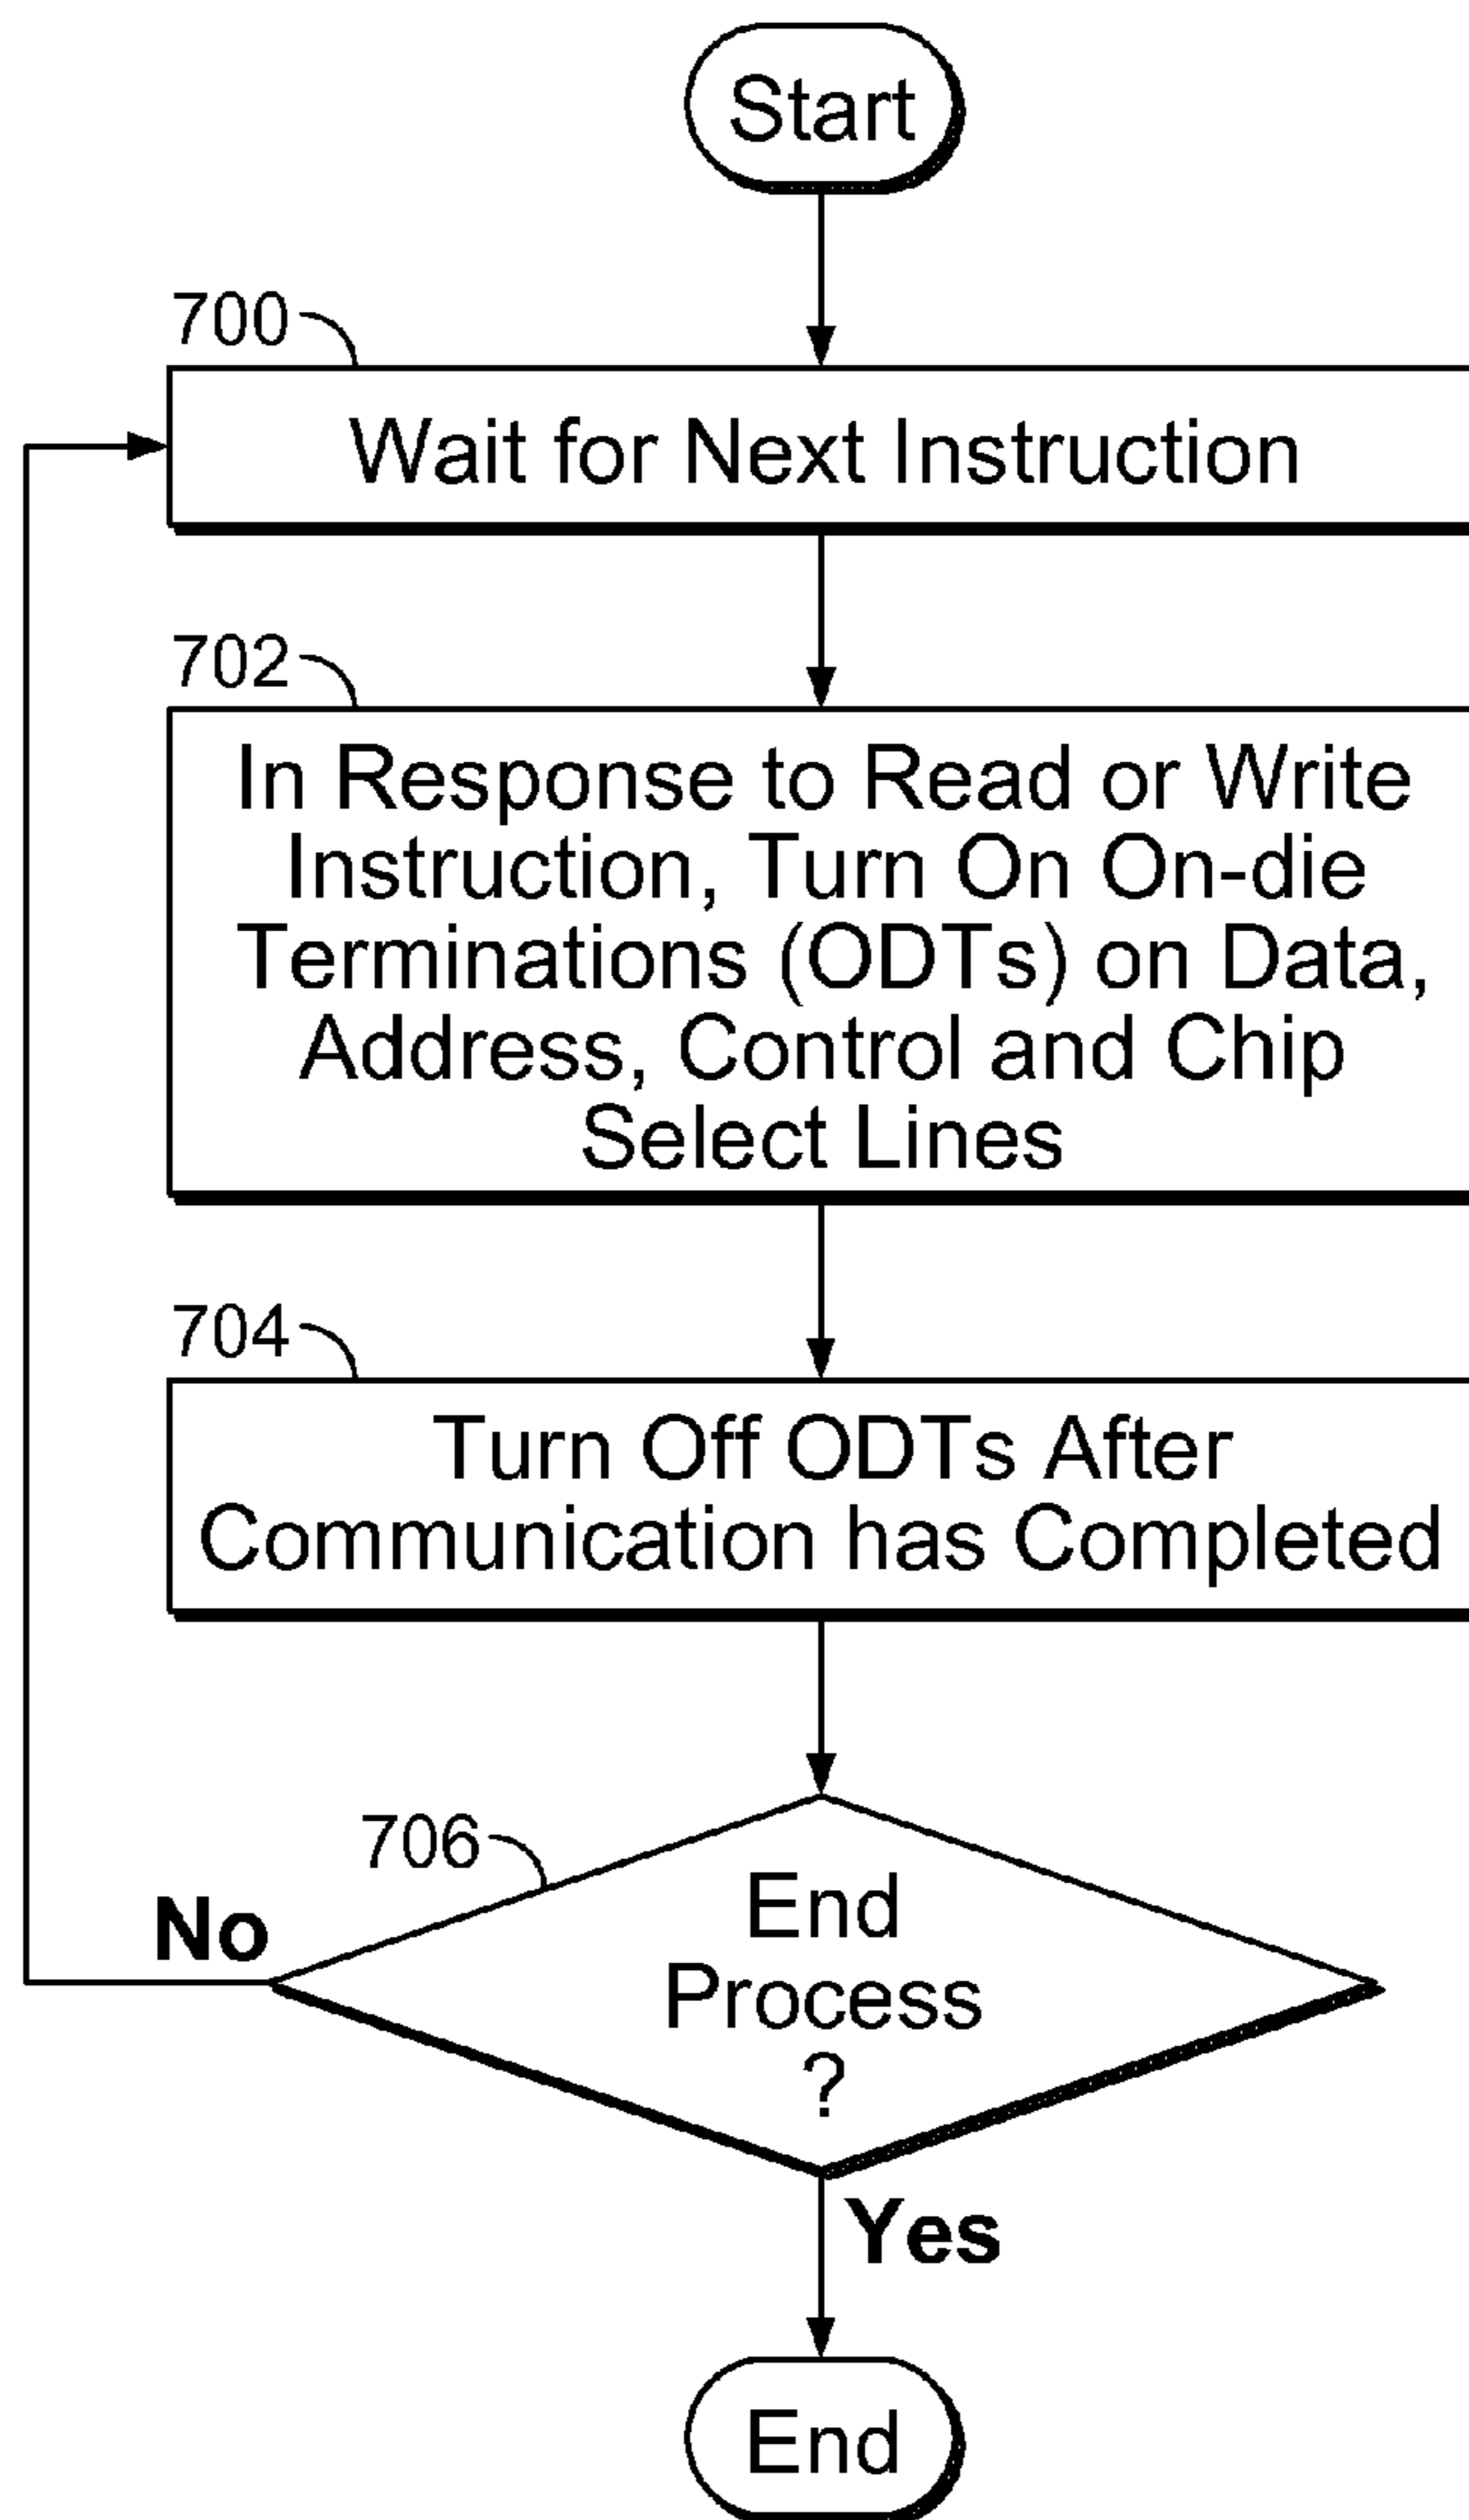 Start
700
Wait for Next Instruction
702
In Response to Read or Write
Instruction, Turn On On-die
Terminations (ODTs) on Data,
Address, Control and Chip
Select Lines
704
Turn Off ODTs After
Communication has Completed
706
No
End
Process
?
Yes
End